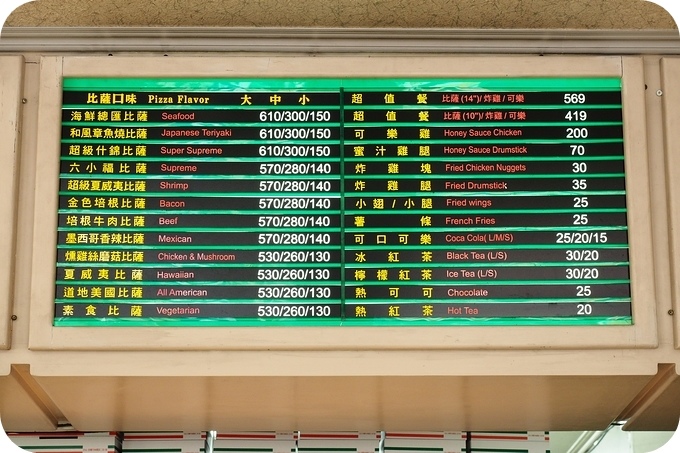 比薩口味 Pizza Flavor 大 中 小
海鮮總匯比薩 Seafood 610/300/150
和風章魚燒比薩 Japanese Teriyaki 610/300/150
超級什錦比薩 Super Supreme 610/300/150
六小福比薩 Supreme 570/280/140
超級夏威夷比薩 Shrimp 570/280/140
金色培根比薩 Bacon 570/280/140
培根牛肉比薩 Beef 570/280/140
墨西哥香辣比薩 Mexican 570/280/140
燻雞絲磨菇比薩 Chicken & Mushroom 530/260/130
夏威夷比薩 Hawaiian 530/260/130
道地美國比薩 All American 530/260/130
素食比薩 Vegetarian 530/260/130
超值餐 比薩(14")/炸雞/可樂 569
超值餐 比薩(10")/炸雞/可樂 419
可樂雞 Honey Sauce Chicken 200
蜜汁雞腿 Honey Sauce Drumstick 70
炸雞塊 Fried Chicken Nuggets 30
炸雞腿 Fried Drumstick 35
小翅/小腿 Fried wings 25
薯條 French Fries 25
可口可樂 Coca Cola( L/M/S) 25/20/15
冰紅茶 Black Tea (L/S) 30/20
檸檬紅茶 Ice Tea (L/S) 30/20
熱可可 Chocolate 25
熱紅茶 Hot Tea 20